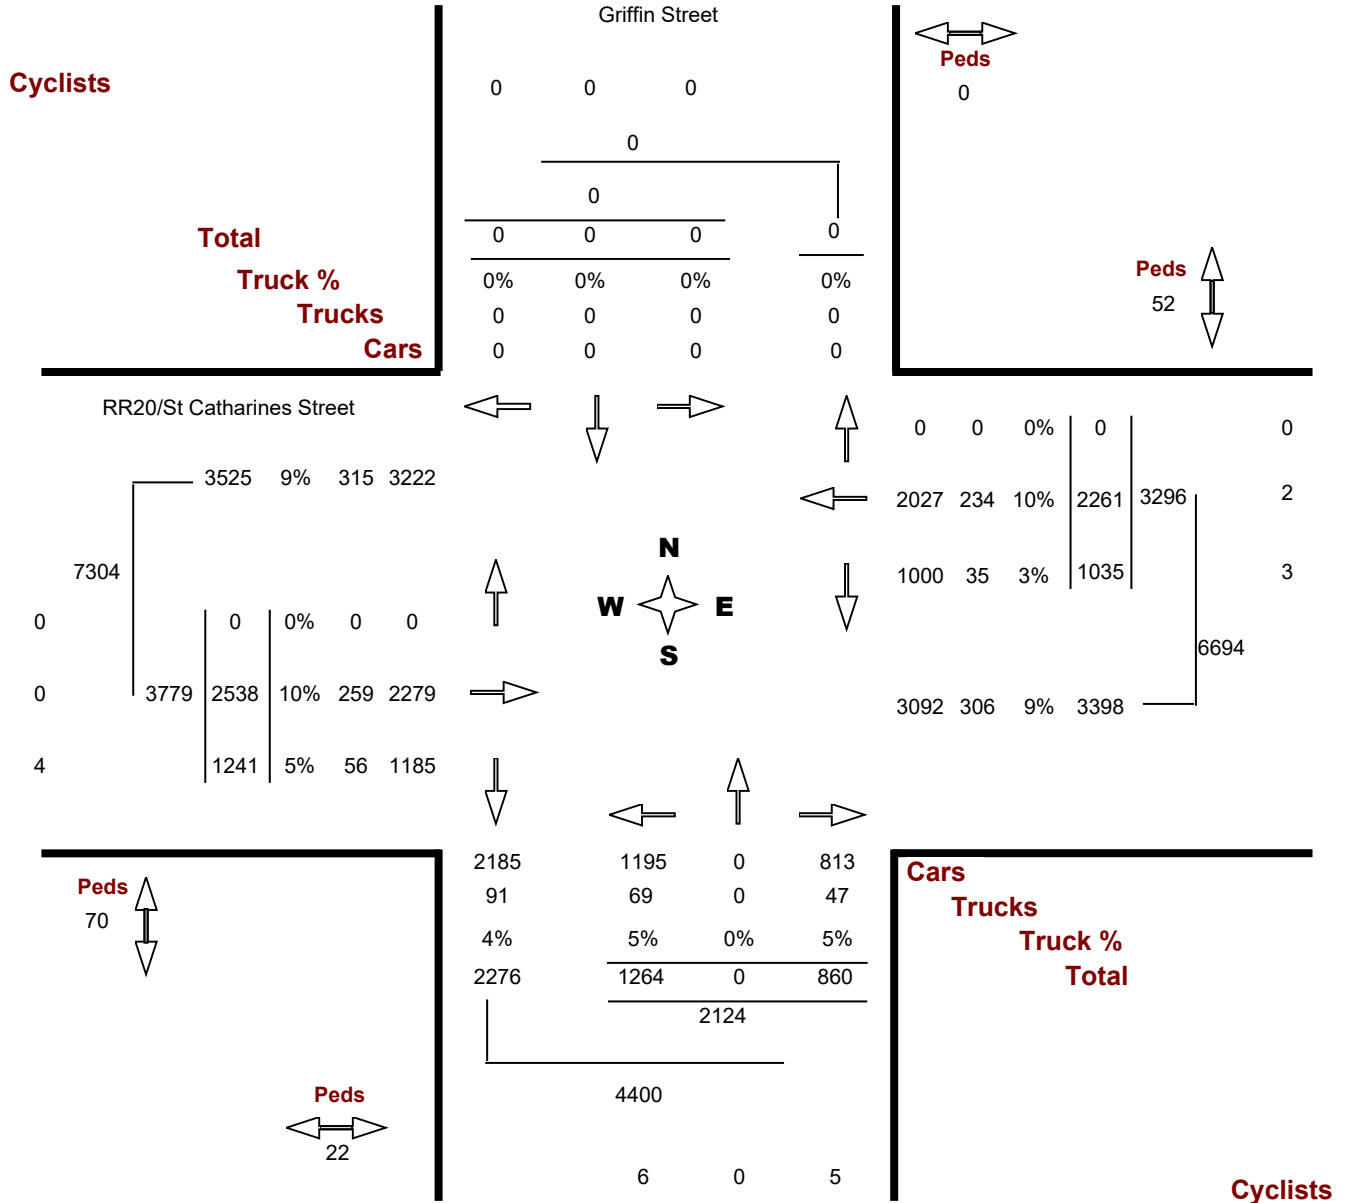 Griffin Street
Peds
0
Cyclists
0 0 0
0
0
Total 0 0 0 0
Truck % 0% 0% 0% 0%
Trucks 0 0 0 0
Cars 0 0 0 0
Peds
52
RR20/St Catharines Street
0 0 0% 0 0
3525 9% 315 3222
2027 234 10% 2261 3296 2
N
7304
1000 35 3% 1035 3
W E
0 0 0% 0 0
S
6694
0 3779 2538 10% 259 2279
3092 306 9% 3398
4 1241 5% 56 1185
2185 1195 0 813 Cars
Peds
91 69 0 47 Trucks
70
4% 5% 0% 5% Truck %
2276 1264 0 860 Total
2124
Peds
4400
22
6 0 5
Cyclists